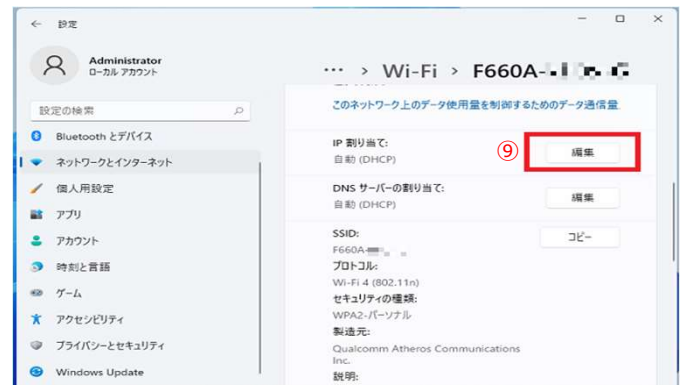 設定
Administrator
ローカル アカウント
… > Wi-Fi > F660A-
設定の検索
このネットワーク上のデータ使用量を制御するためのデータ通信量
Bluetooth とデバイス
ネットワークとインターネット
個人用設定
アプリ
アカウント
時刻と言語
ゲーム
アクセシビリティ
プライバシーとセキュリティ
Windows Update
IP 割り当て:
自動 (DHCP)
⑨
編集
DNS サーバーの割り当て:
自動 (DHCP)
編集
SSID:
F660A-
コピー
プロトコル:
Wi-Fi 4 (802.11n)
セキュリティの種類:
WPA2-パーソナル
製造元:
Qualcomm Atheros Communications
Inc.
説明: